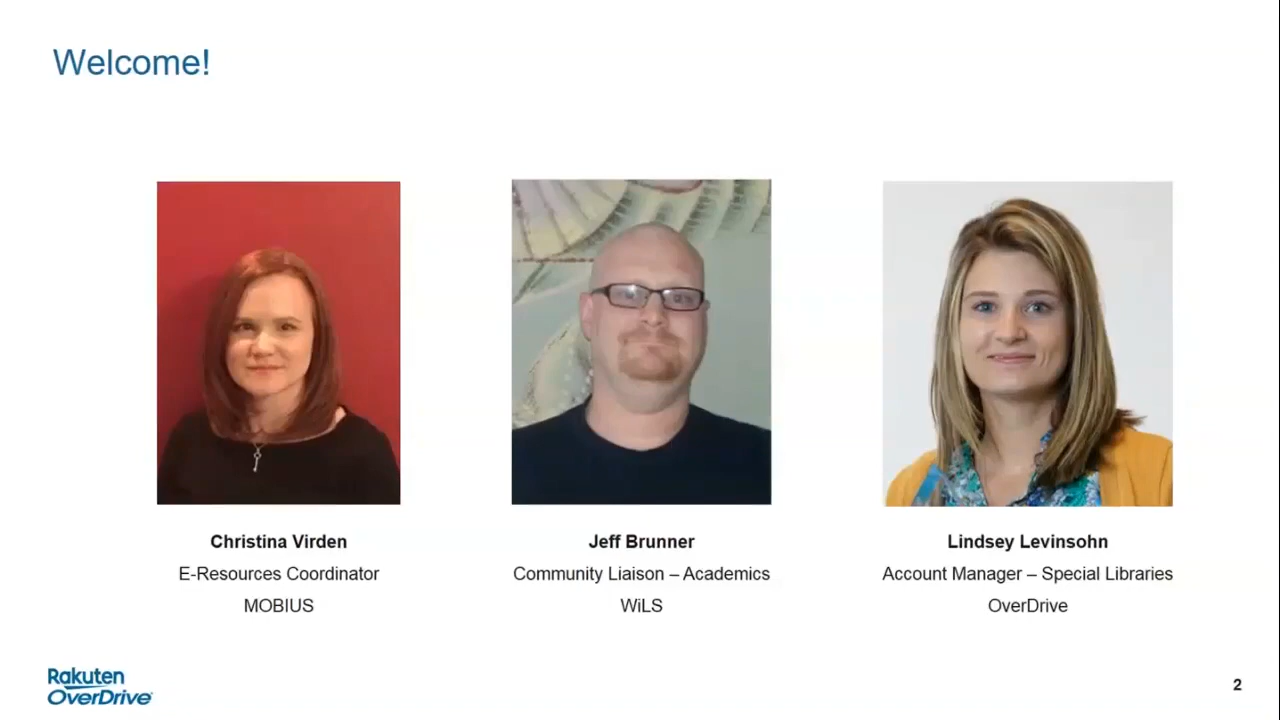 Welcome!
Christina Virden
E-Resources Coordinator
MOBIUS
Jeff Brunner
Community Liaison – Academics
WiLS
Lindsey Levinsohn
Account Manager – Special Libraries
OverDrive
Rakuten
OverDrive
2